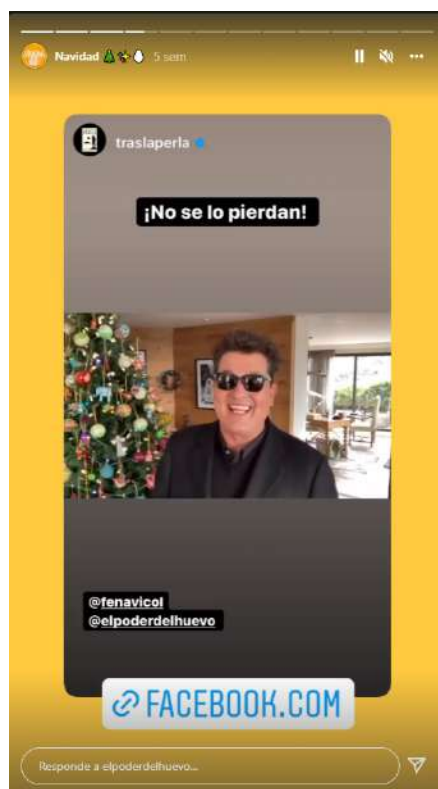 Navidad 🎄✨⛄ 5 sem
traslaperla
¡No se lo pierdan!
@fenavicol
@elpoderdelhuevo
FACEBOOK.COM
Responde a elpoderdelhuevo...